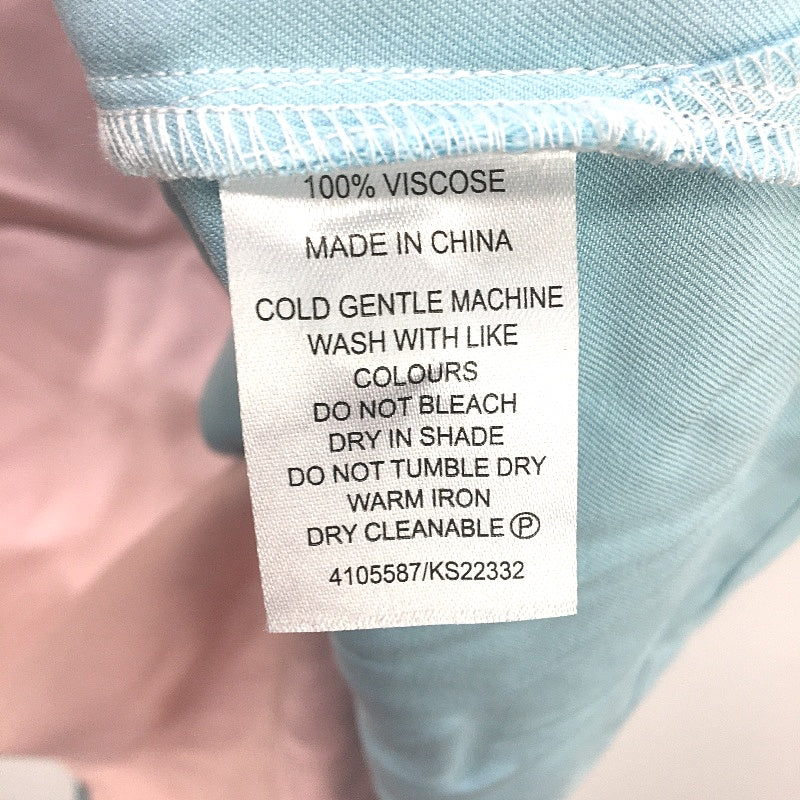 100% VISCOSE
MADE IN CHINA
COLD GENTLE MACHINE
WASH WITH LIKE
COLOURS
DO NOT BLEACH
DRY IN SHADE
DO NOT TUMBLE DRY
WARM IRON
DRY CLEANABLE Ⓟ
4105587/KS22332